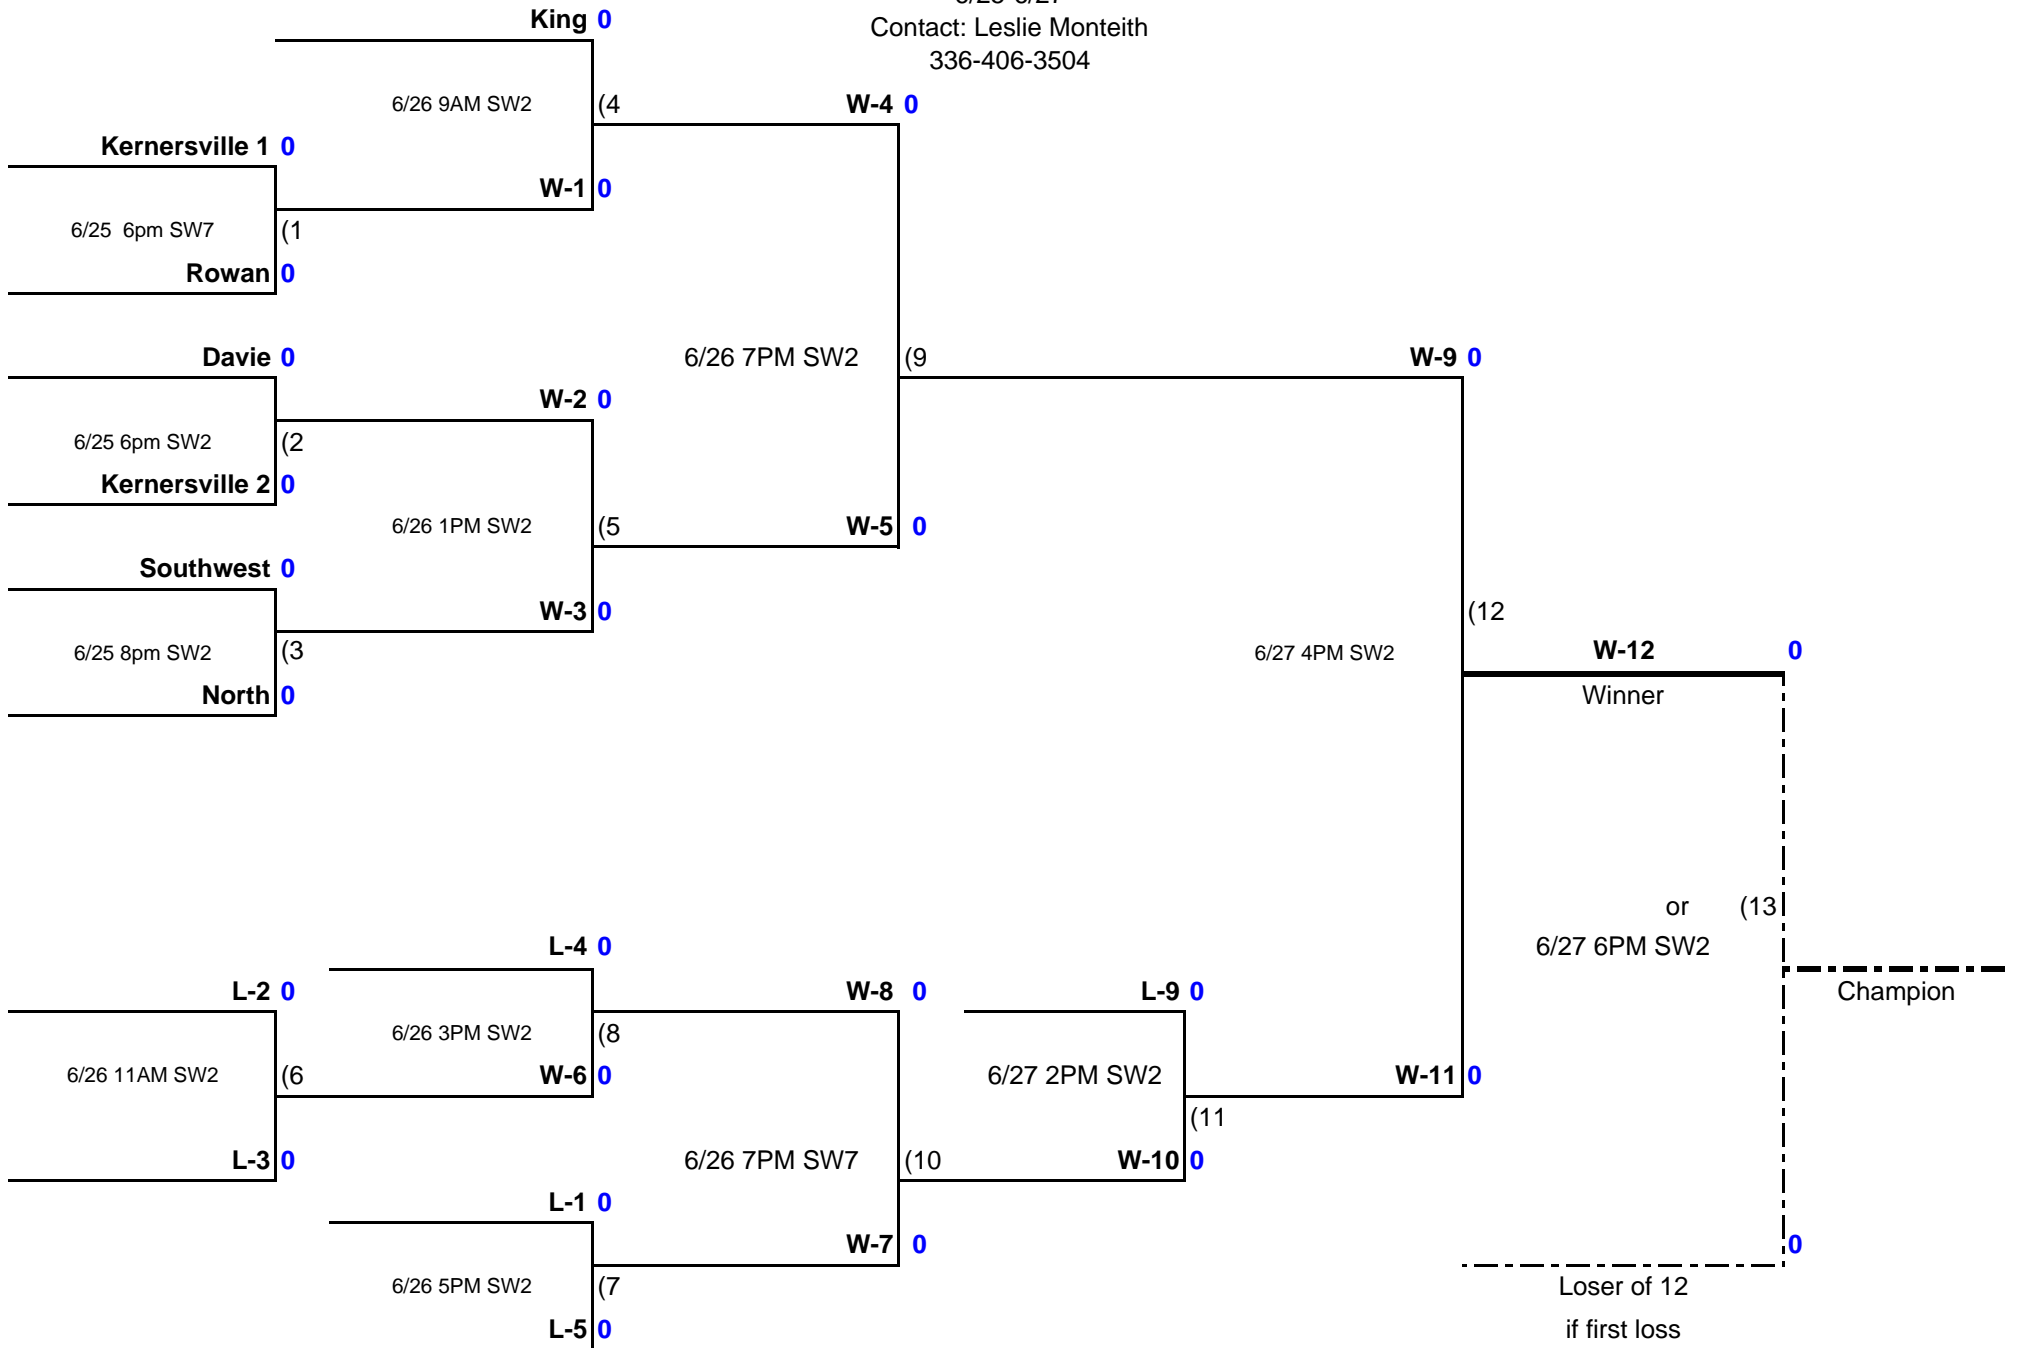 King 0
Contact: Leslie Monteith
336-406-3504
6/26 9AM SW2 (4 W-4 0
Kernersville 1 0
W-1 0
6/25 6pm SW7 (1
Rowan 0
Davie 0 6/26 7PM SW2 (9 W-9 0
W-2 0
6/25 6pm SW2 (2
Kernersville 2 0
6/26 1PM SW2 (5 W-5 0
Southwest 0
W-3 0 (12
6/25 8pm SW2 (3 6/27 4PM SW2 W-12 0
North 0 Winner
or (13
L-4 0 6/27 6PM SW2
L-2 0 W-8 0 L-9 0 Champion
6/26 3PM SW2 (8
6/26 11AM SW2 (6 W-6 0 6/27 2PM SW2 W-11 0
(11
L-3 0 6/26 7PM SW7 (10 W-10 0
L-1 0
W-7 0 0
6/26 5PM SW2 (7 Loser of 12
L-5 0 if first loss